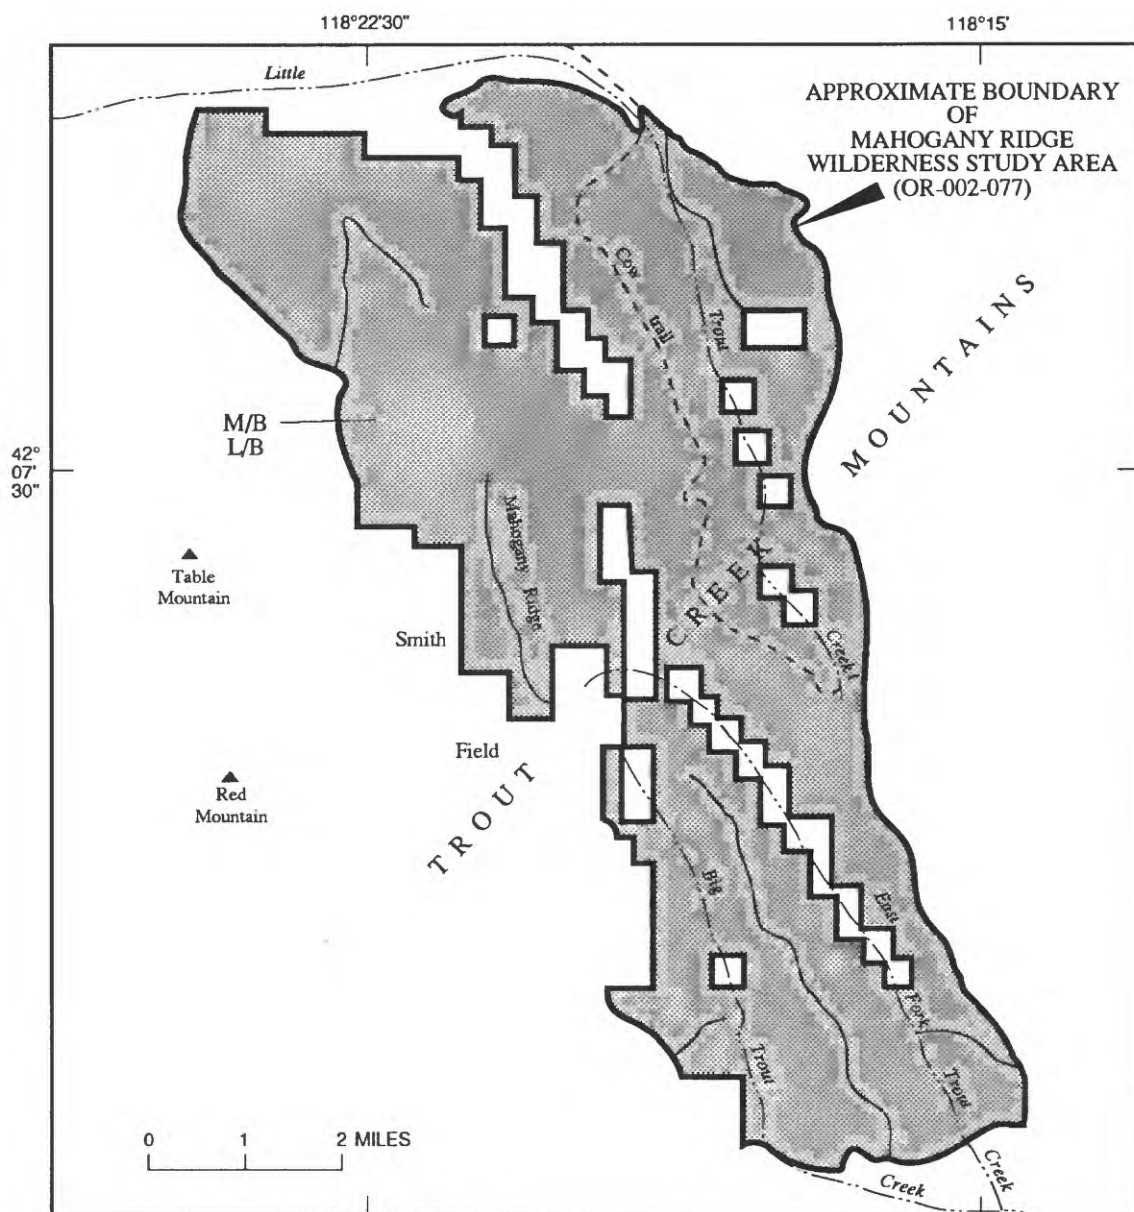 118°22'30"
118°15'
Little
APPROXIMATE BOUNDARY
OF
MAHOGANY RIDGE
WILDERNESS STUDY AREA
(OR-002-077)
Cow
trail
Trout
MOUNTAINS
M/B
L/B
42°
07'
30"
Mahogany Ridge
Table
Mountain
CREEK
Smith
Creek
Field
Red
Mountain
TROUT
Big
East
Fork
Trout
Trout
0 1 2 MILES
Creek
Creek